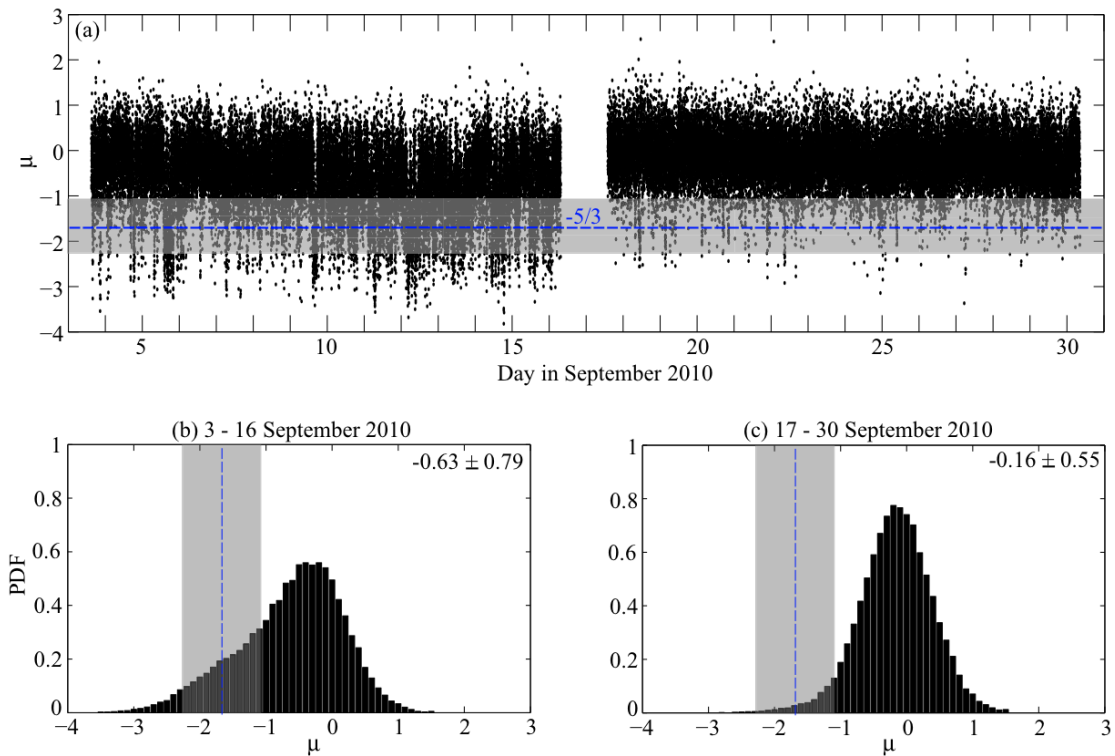 (a)
3
2
1
0
−1
−2
−3
−4
μ
-5/3
5 10 15 20 25 30
Day in September 2010
(b) 3 - 16 September 2010
-0.63 ± 0.79
1
0.8
0.6
0.4
0.2
0
PDF
−4 −3 −2 −1 0 1 2 3
μ
(c) 17 - 30 September 2010
-0.16 ± 0.55
1
0.8
0.6
0.4
0.2
0
−4 −3 −2 −1 0 1 2 3
μ